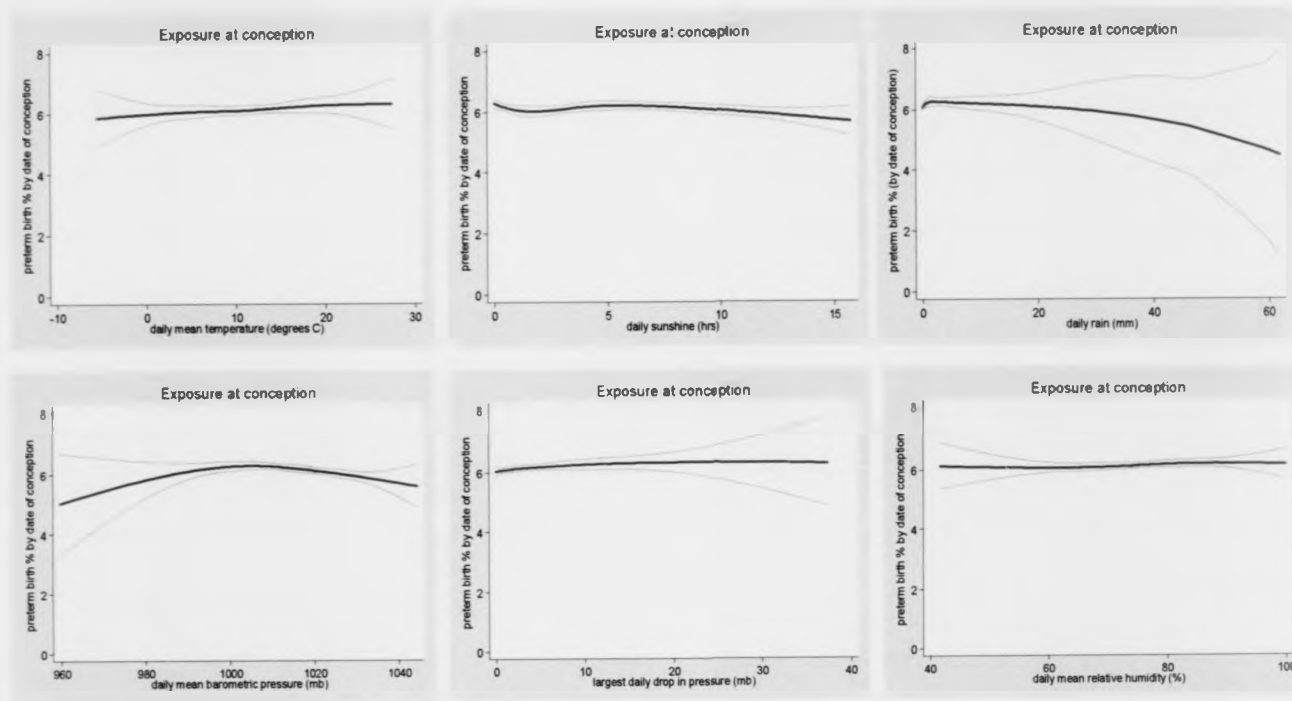 Exposure at conception
preterm birth % by date of conception
8
6
4
2
0
-10 0 10 20 30
daily mean temperature (degrees C)
Exposure at conception
preterm birth % by date of conception
8
6
4
2
0
0 5 10 15
daily sunshine (hrs)
Exposure at conception
preterm birth % (by date of conception)
8
6
4
2
0
0 20 40 60
daily rain (mm)
Exposure at conception
preterm birth % by date of conception
8
6
4
2
0
960 980 1000 1020 1040
daily mean barometric pressure (mb)
Exposure at conception
preterm birth % by date of conception
8
6
4
2
0
0 10 20 30 40
largest daily drop in pressure (mb)
Exposure at conception
preterm birth % by date of conception
8
6
4
2
0
40 60 80 100
daily mean relative humidity (%)